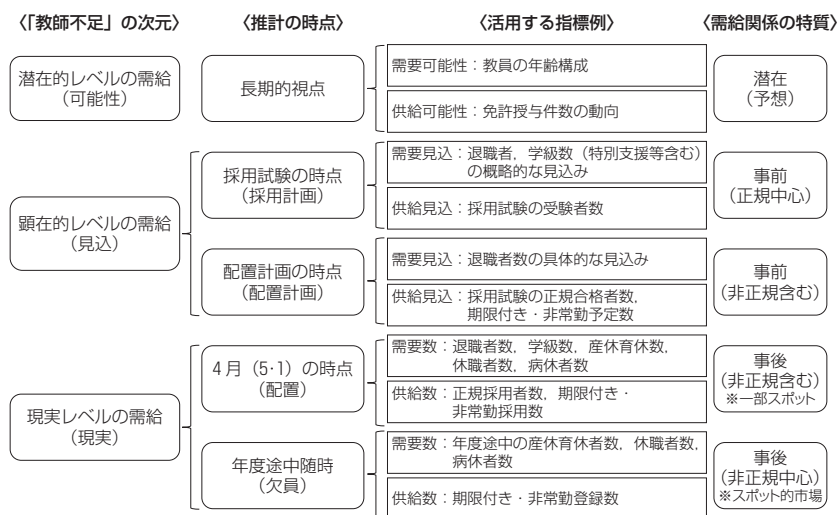 〈「教師不足」の次元〉
〈推計の時点〉
〈活用する指標例〉
〈需給関係の特質〉
潜在的レベルの需給
(可能性)
長期的視点
需要可能性：教員の年齢構成
供給可能性：免許授与件数の動向
潜在
(予想)
顕在的レベルの需給
(見込)
採用試験の時点
(採用計画)
需要見込：退職者，学級数（特別支援等含む）
の概略的な見込み
供給見込：採用試験の受験者数
事前
(正規中心)
配置計画の時点
(配置計画)
需要見込：退職者数の具体的な見込み
供給見込：採用試験の正規合格者数，
期限付き・非常勤予定数
事前
(非正規含む)
現実レベルの需給
(現実)
4月（5・1）の時点
(配置)
需要数：退職者数，学級数，産休育休数，
休職者数，病休者数
供給数：正規採用者数，期限付き・
非常勤採用数
事後
(非正規含む)
※一部スポット
年度途中随時
(欠員)
需要数：年度途中の産休育休者数，休職者数，
病休者数
供給数：期限付き・非常勤登録数
事後
(非正規中心)
※スポット的市場